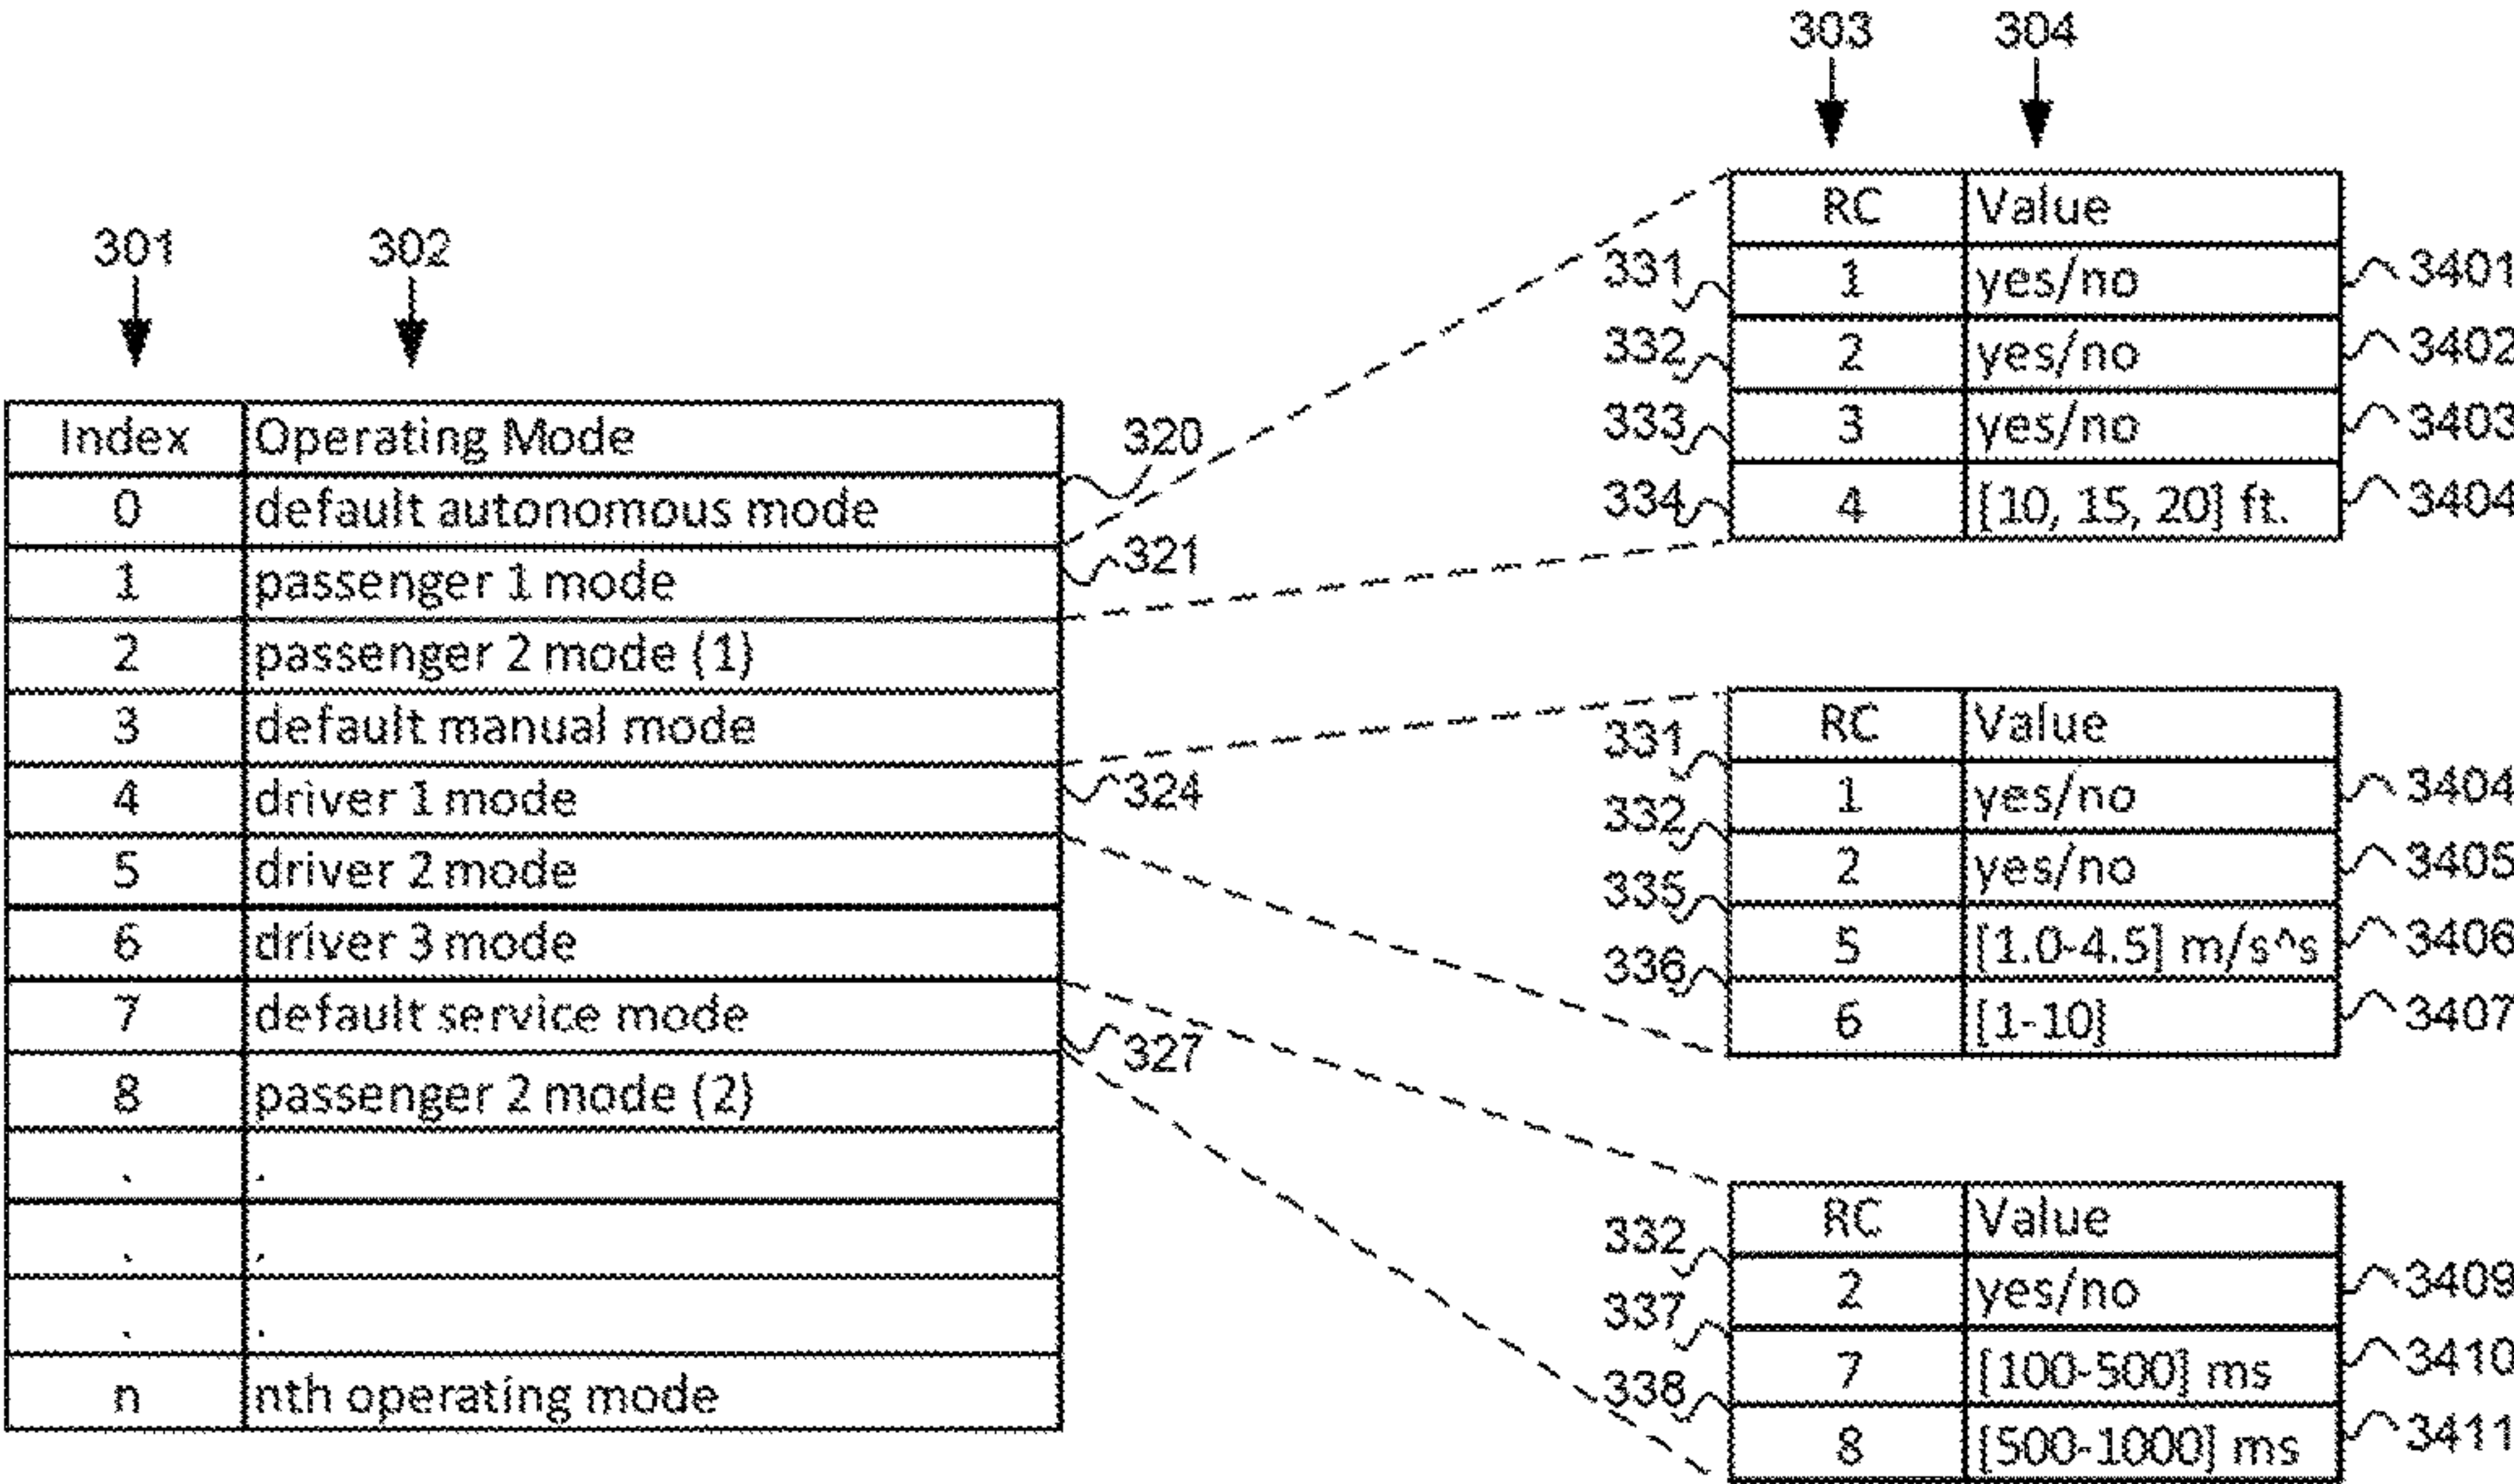 303 304
RC Value
331 1 yes/no 3401
332 2 yes/no 3402
333 3 yes/no 3403
334 4 [10, 15, 20] ft. 3404
301 302
Index Operating Mode
0 default autonomous mode 320
1 passenger 1 mode 321
2 passenger 2 mode (1)
3 default manual mode
4 driver 1 mode 324
5 driver 2 mode
6 driver 3 mode
7 default service mode 327
8 passenger 2 mode (2)
. .
. .
. .
n nth operating mode
RC Value
331 1 yes/no 3404
332 2 yes/no 3405
335 5 [1.0-4.5] m/s^s 3406
336 6 [1-10] 3407
RC Value
332 2 yes/no 3409
337 7 [100-500] ms 3410
338 8 [500-1000] ms 3411